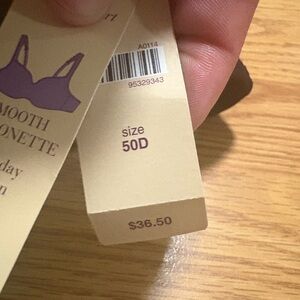 A0114
95329343
size
50D
$36.50
MOOTH
ONETTE
day
n